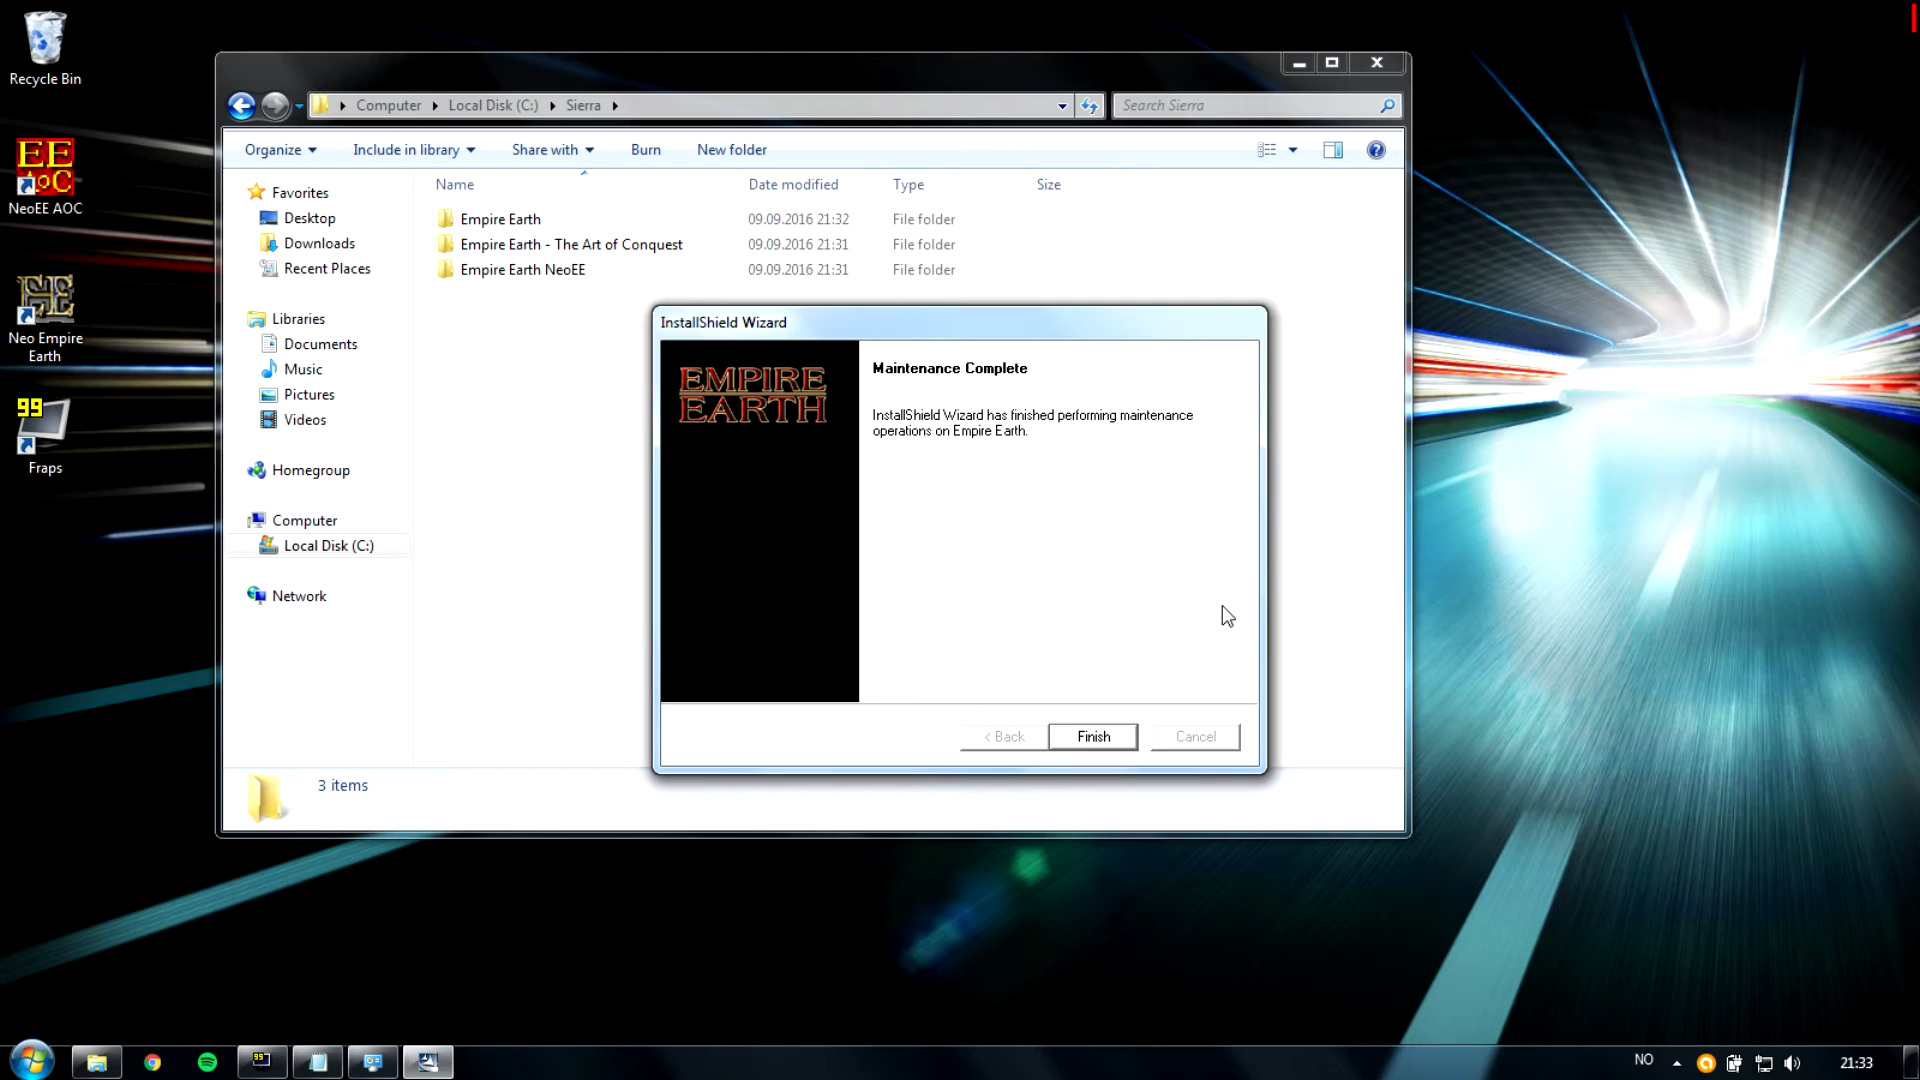 Recycle Bin
EE
AOC
NeoEE AOC
Neo Empire
Earth
99
Fraps
Computer
Local Disk (C:)
Sierra
Search Sierra
Organize
Include in library
Share with
Burn
New folder
Name
Date modified
Type
Size
Empire Earth
09.09.2016 21:32
File folder
Empire Earth - The Art of Conquest
09.09.2016 21:31
File folder
Empire Earth NeoEE
09.09.2016 21:31
File folder
Favorites
Desktop
Downloads
Recent Places
Libraries
Documents
Music
Pictures
Videos
Homegroup
Computer
Local Disk (C:)
Network
InstallShield Wizard
EMPIRE
EARTH
Maintenance Complete
InstallShield Wizard has finished performing maintenance
operations on Empire Earth.
< Back
Finish
Cancel
3 items
99
NO
21:33